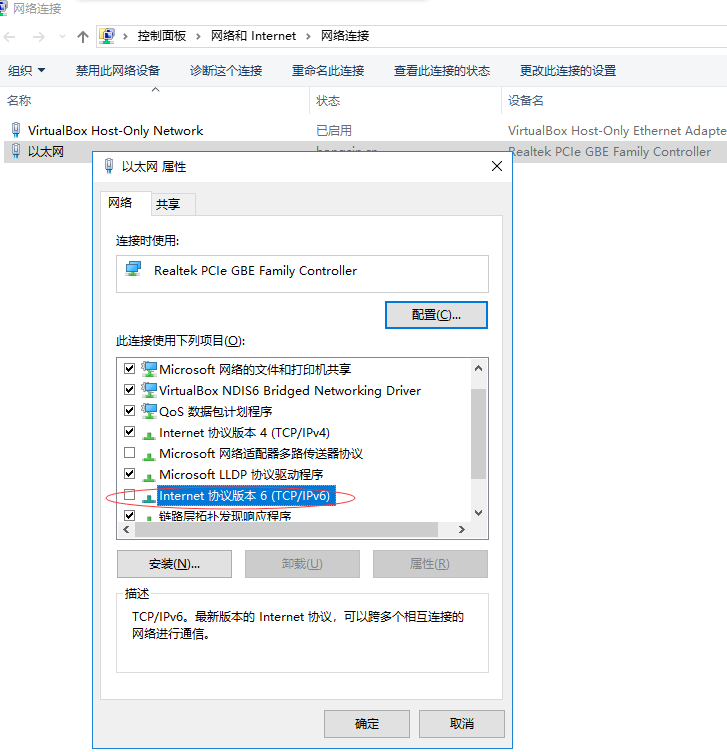 网络连接
控制面板 > 网络和 Internet > 网络连接
组织 禁用此网络设备 诊断这个连接 重命名此连接 查看此连接的状态 更改此连接的设置
名称 状态 设备名
VirtualBox Host-Only Network 已启用 VirtualBox Host-Only Ethernet Adapte
以太网 Realtek PCIe GBE Family Controller
以太网 属性
网络 共享
连接时使用:
Realtek PCIe GBE Family Controller
配置(C)...
此连接使用下列项目(O):
Microsoft 网络的文件和打印机共享
VirtualBox NDIS6 Bridged Networking Driver
QoS 数据包计划程序
Internet 协议版本 4 (TCP/IPv4)
Microsoft 网络适配器多路传送器协议
Microsoft LLDP 协议驱动程序
Internet 协议版本 6 (TCP/IPv6)
链路层拓扑发现响应程序
安装(N)... 卸载(U) 属性(R)
描述
TCP/IPv6。最新版本的 Internet 协议，可以跨多个相互连接的
网络进行通信。
确定 取消